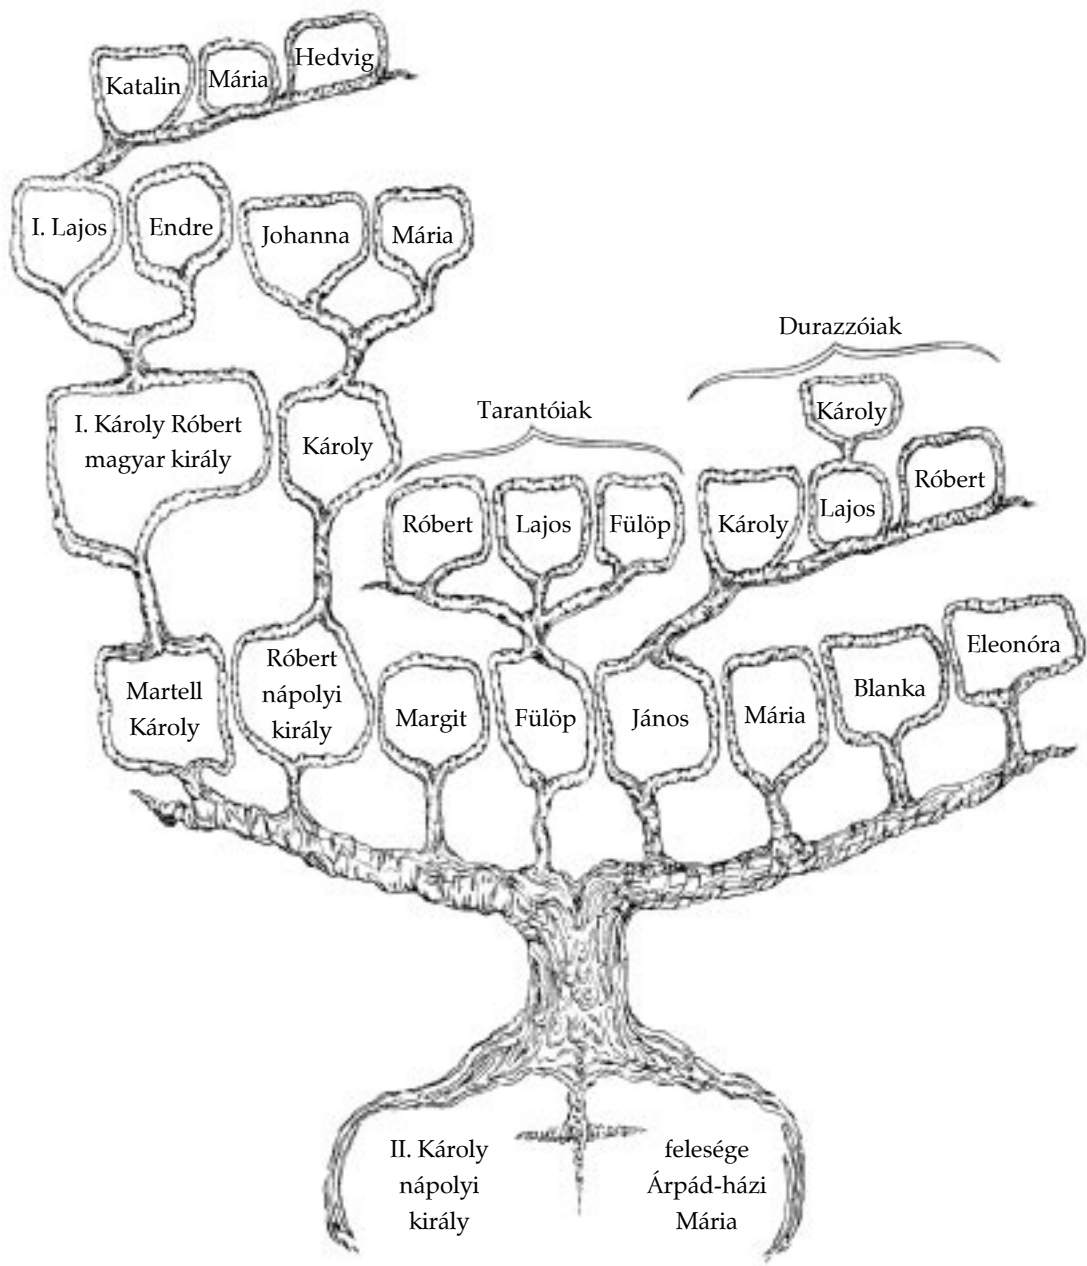 Katalin
Mária
Hedvig
I. Lajos
Endre
Johanna
Mária
Durazzóiak
Tarantóiak
Károly
I. Károly Róbert
magyar király
Károly
Róbert
Lajos
Fülöp
Károly
Lajos
Róbert
Martell
Károly
Róbert
nápolyi
király
Margit
Fülöp
János
Mária
Blanka
Eleonóra
II. Károly
nápolyi
király
felesége
Árpád-házi
Mária